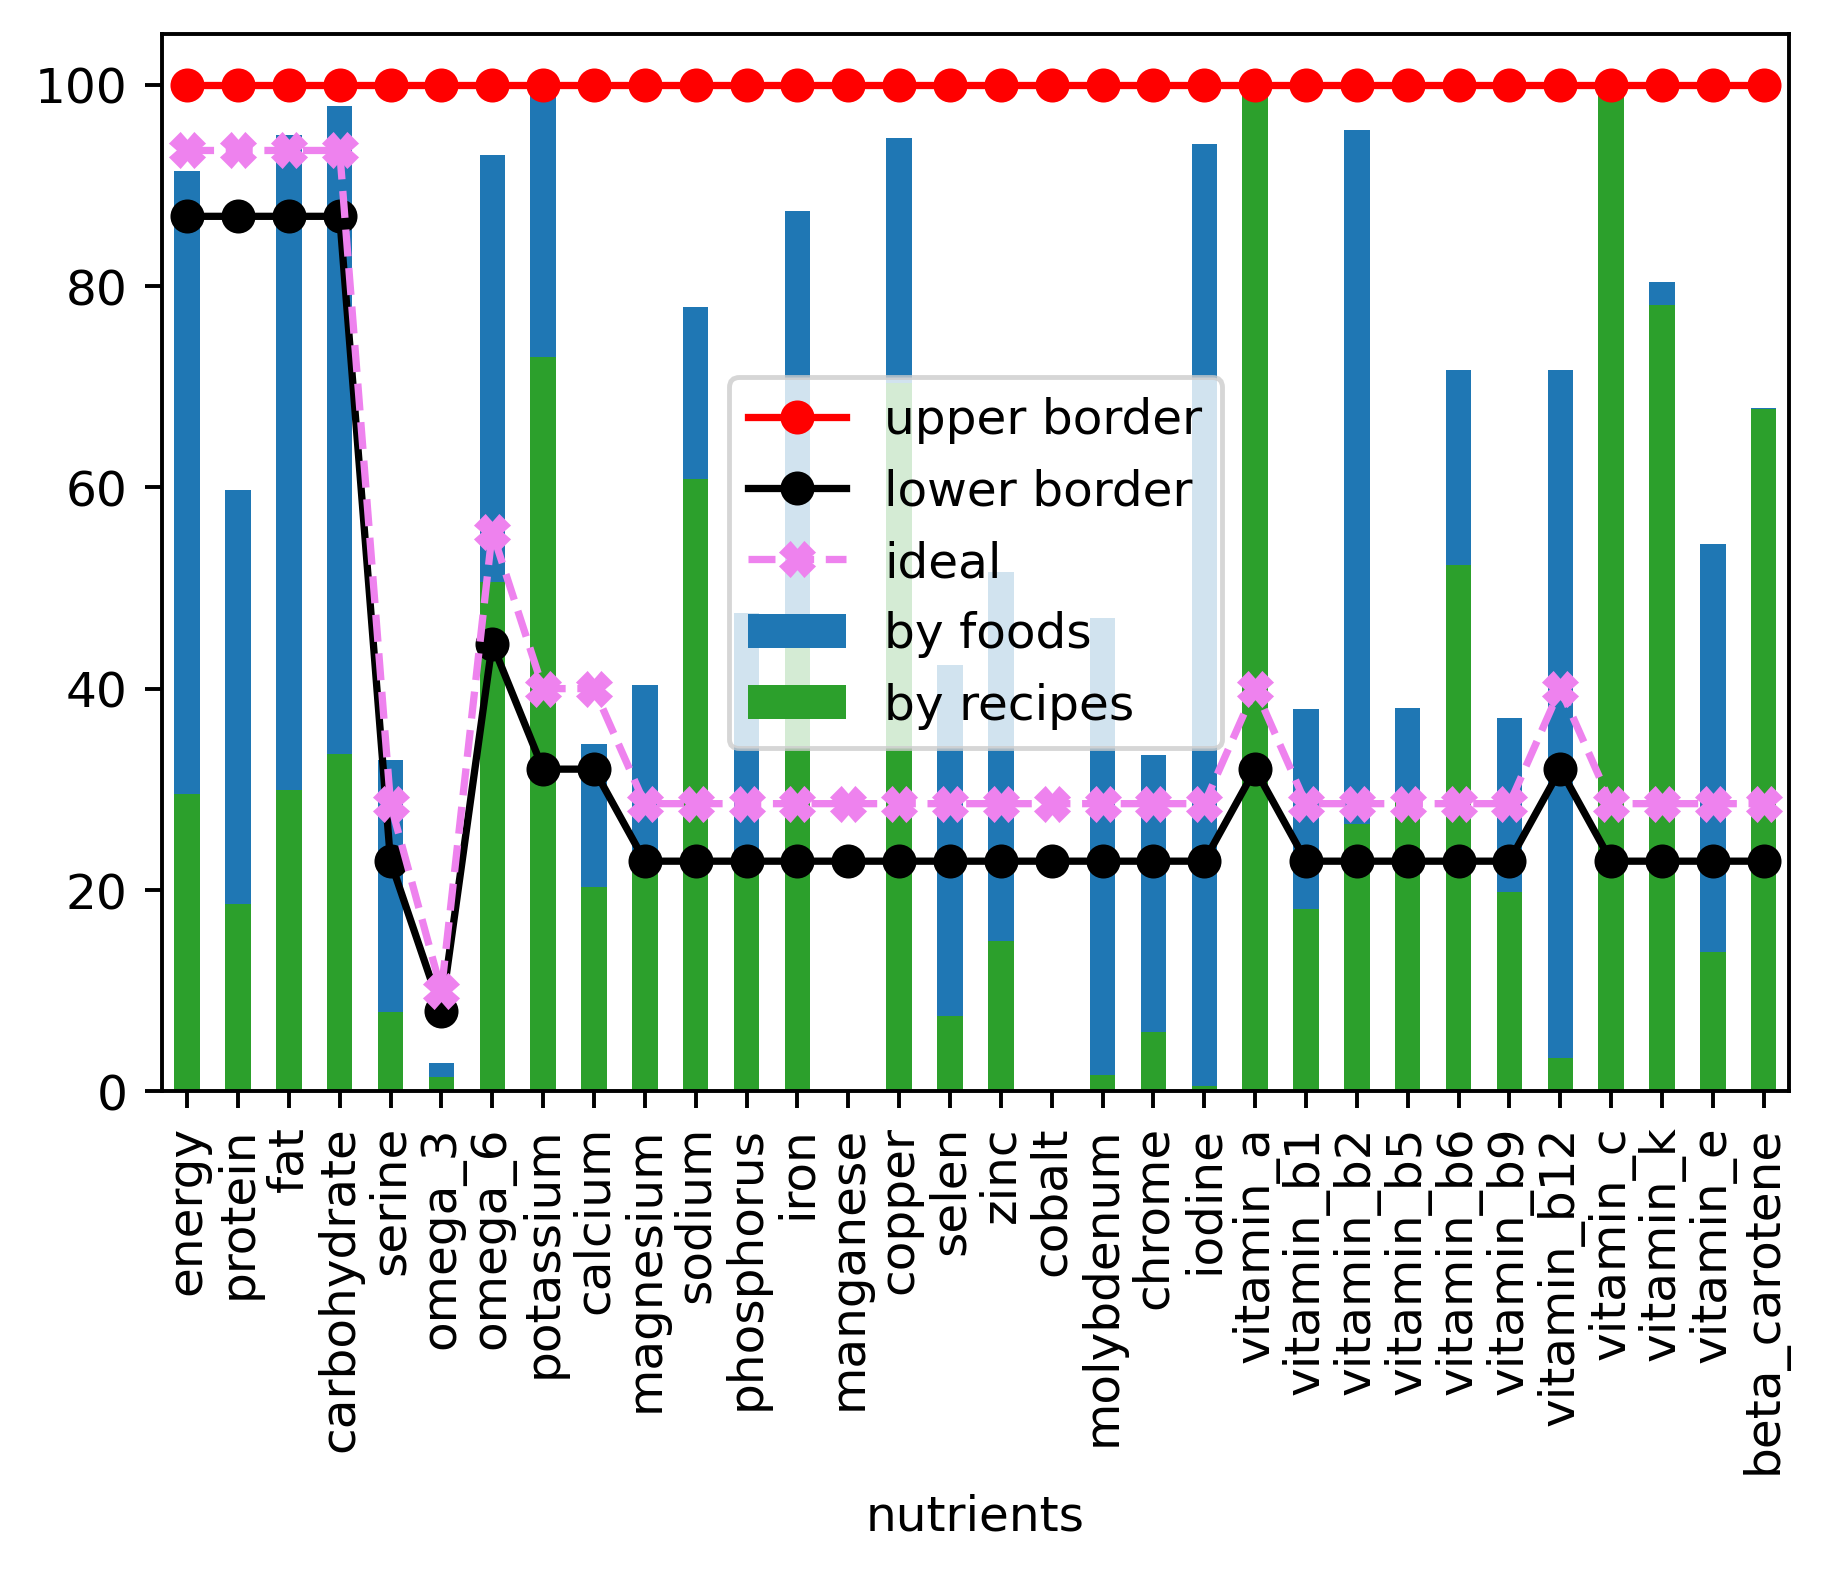 100
80
60
40
20
0
upper border
lower border
ideal
by foods
by recipes
energy
protein
fat
carbohydrate
serine
omega_3
omega_6
potassium
calcium
magnesium
sodium
phosphorus
iron
manganese
copper
selen
zinc
cobalt
molybdenum
chrome
iodine
vitamin_a
vitamin_b1
vitamin_b2
vitamin_b5
vitamin_b6
vitamin_b9
vitamin_b12
vitamin_c
vitamin_k
vitamin_e
beta_carotene
nutrients